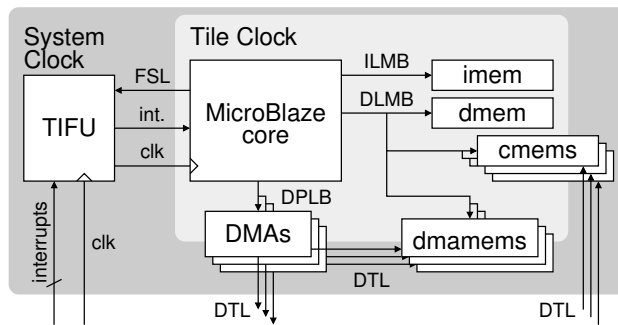 System
Clock
Tile Clock
FSL
ILMB
imem
TIFU
int.
MicroBlaze
core
DLMB
dmem
clk
cmems
DPLB
interrupts
clk
DMAs
dmamems
DTL
DTL
DTL